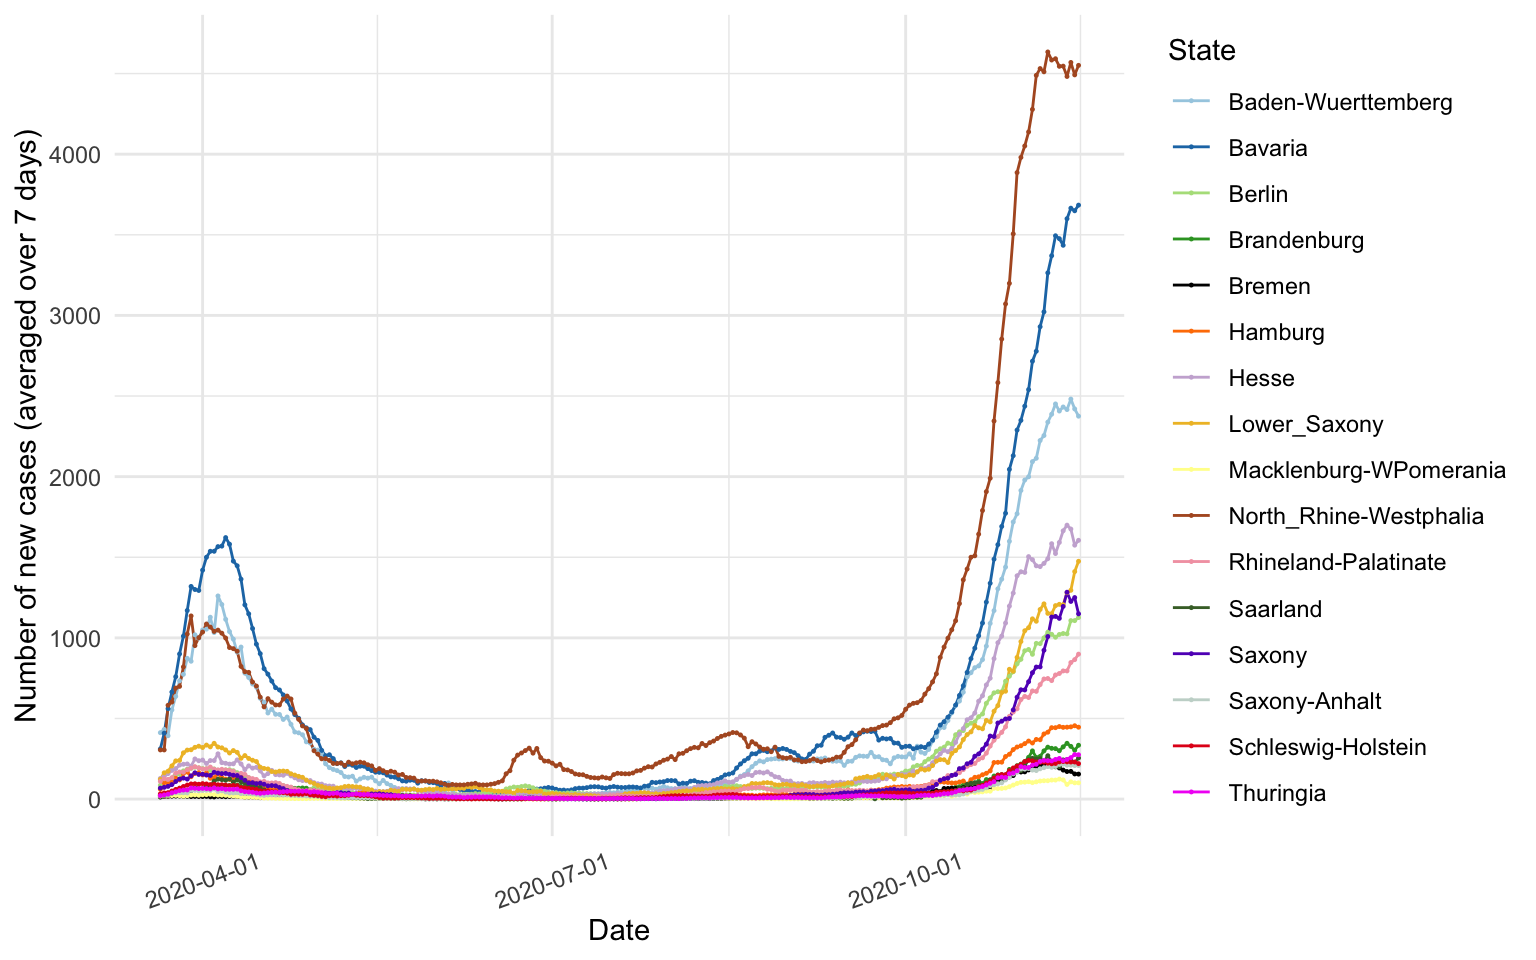 Number of new cases (averaged over 7 days)
4000
3000
2000
1000
0
2020-04-01
2020-07-01
2020-10-01
Date
State
Baden-Wuerttemberg
Bavaria
Berlin
Brandenburg
Bremen
Hamburg
Hesse
Lower_Saxony
Macklenburg-WPomerania
North_Rhine-Westphalia
Rhineland-Palatinate
Saarland
Saxony
Saxony-Anhalt
Schleswig-Holstein
Thuringia